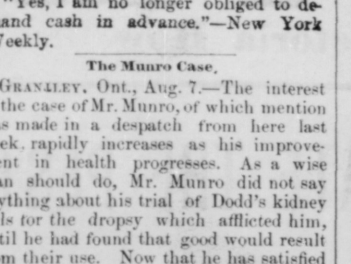 "Yes, I am no longer obliged to de-
and cash in advance."—New York
Weekly.
The Munro Case.
GRANTLEY, Ont., Aug. 7.—The interest
the case of Mr. Munro, of which mention
s made in a despatch from here last
ek, rapidly increases as his improve-
ent in health progresses. As a wise
an should do, Mr. Munro did not say
ything about his trial of Dodd's kidney
ls for the dropsy which afflicted him,
til he had found that good would result
m their use. Now that he has satisfied